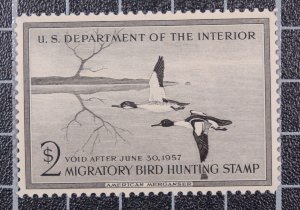 U.S. DEPARTMENT OF THE INTERIOR
$2
VOID AFTER JUNE 30, 1957
MIGRATORY BIRD HUNTING STAMP
AMERICAN MERGANSER